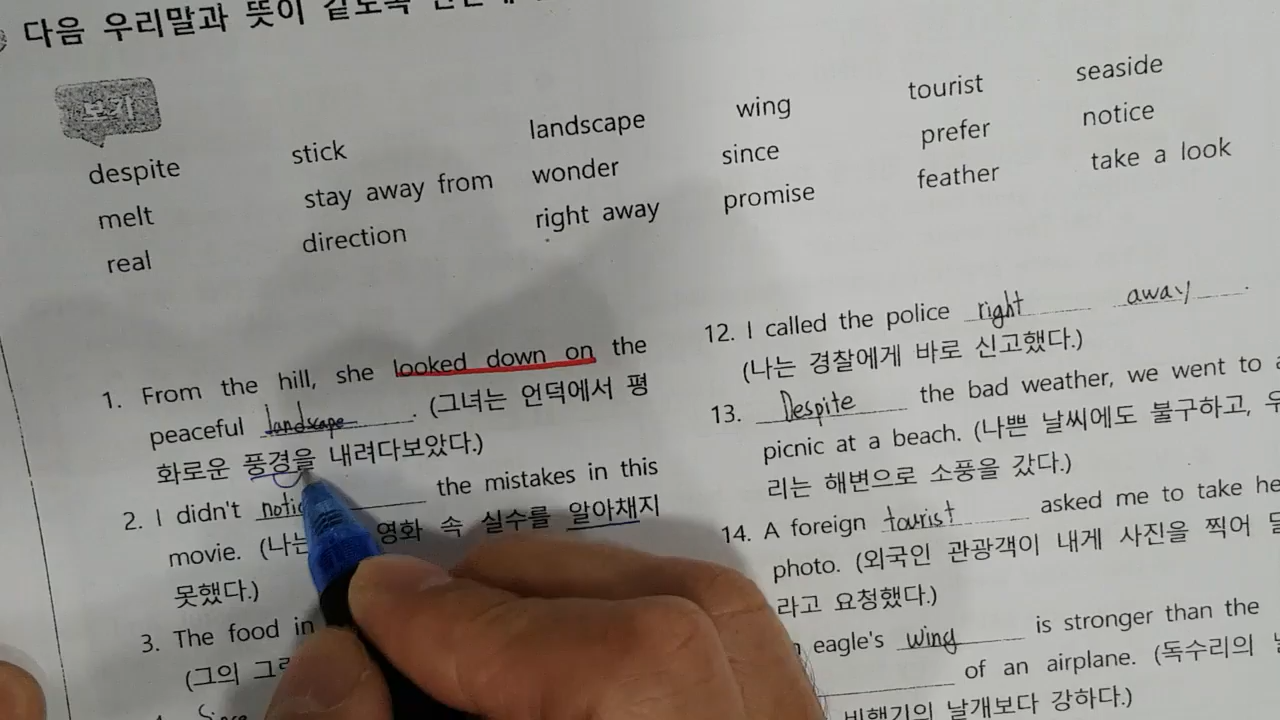 다음 우리말과 뜻이 같도록
보기
despite stick landscape wing tourist seaside
melt stay away from wonder since prefer notice
real direction right away promise feather take a look
1. From the hill, she looked down on the
peaceful landscape. (그녀는 언덕에서 평
화로운 풍경을 내려다보았다.)
2. I didn't the mistakes in this
movie. 영화 속 실수를 알아채지
못했다.)
3. The food in
(그의
Since
12. I called the police right away.
(나는 경찰에게 바로 신고했다.)
13. Despite the bad weather, we went to
picnic at a beach. (나쁜 날씨에도 불구하고,
리는 해변으로 소풍을 갔다.)
14. A foreign tourist asked me to take
photo. (외국인 관광객이 내게 사진을 찍어
라고 요청했다.)
eagle's wing is stronger than the
of an airplane. (독수리의
비행기의 날개보다 강하다.)